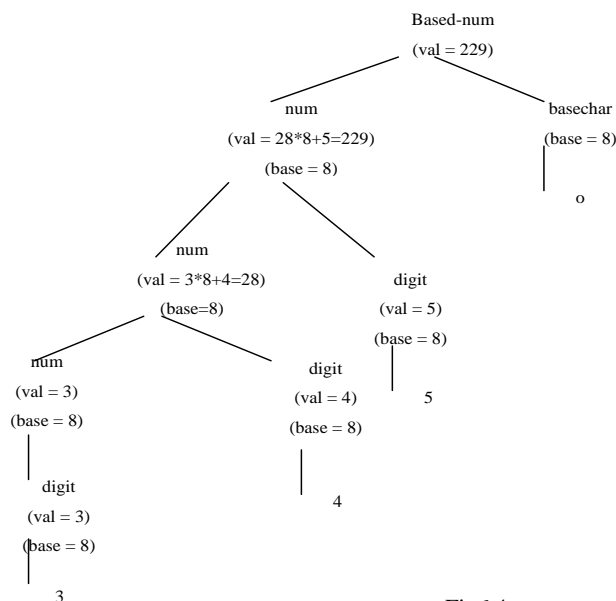 Based-num
(val = 229)
num
(val = 28*8+5=229)
(base = 8)
basechar
(base = 8)
o
num
(val = 3*8+4=28)
(base=8)
digit
(val = 5)
(base = 8)
5
num
(val = 3)
(base = 8)
digit
(val = 4)
(base = 8)
4
digit
(val = 3)
(base = 8)
3